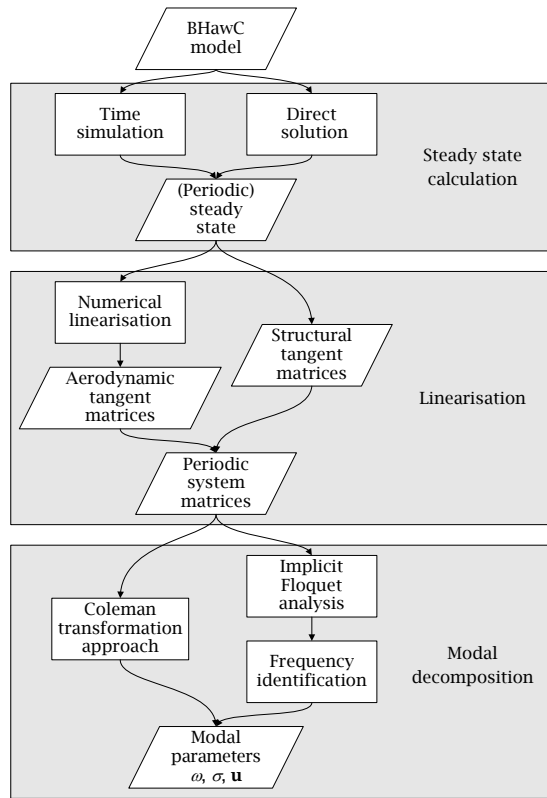 BHawC
model
Time
simulation
Direct
solution
Steady state
calculation
(Periodic)
steady
state
Numerical
linearisation
Structural
tangent
matrices
Aerodynamic
tangent
matrices
Linearisation
Periodic
system
matrices
Implicit
Floquet
analysis
Coleman
transformation
approach
Frequency
identification
Modal
decomposition
Modal
parameters
ω, σ, u